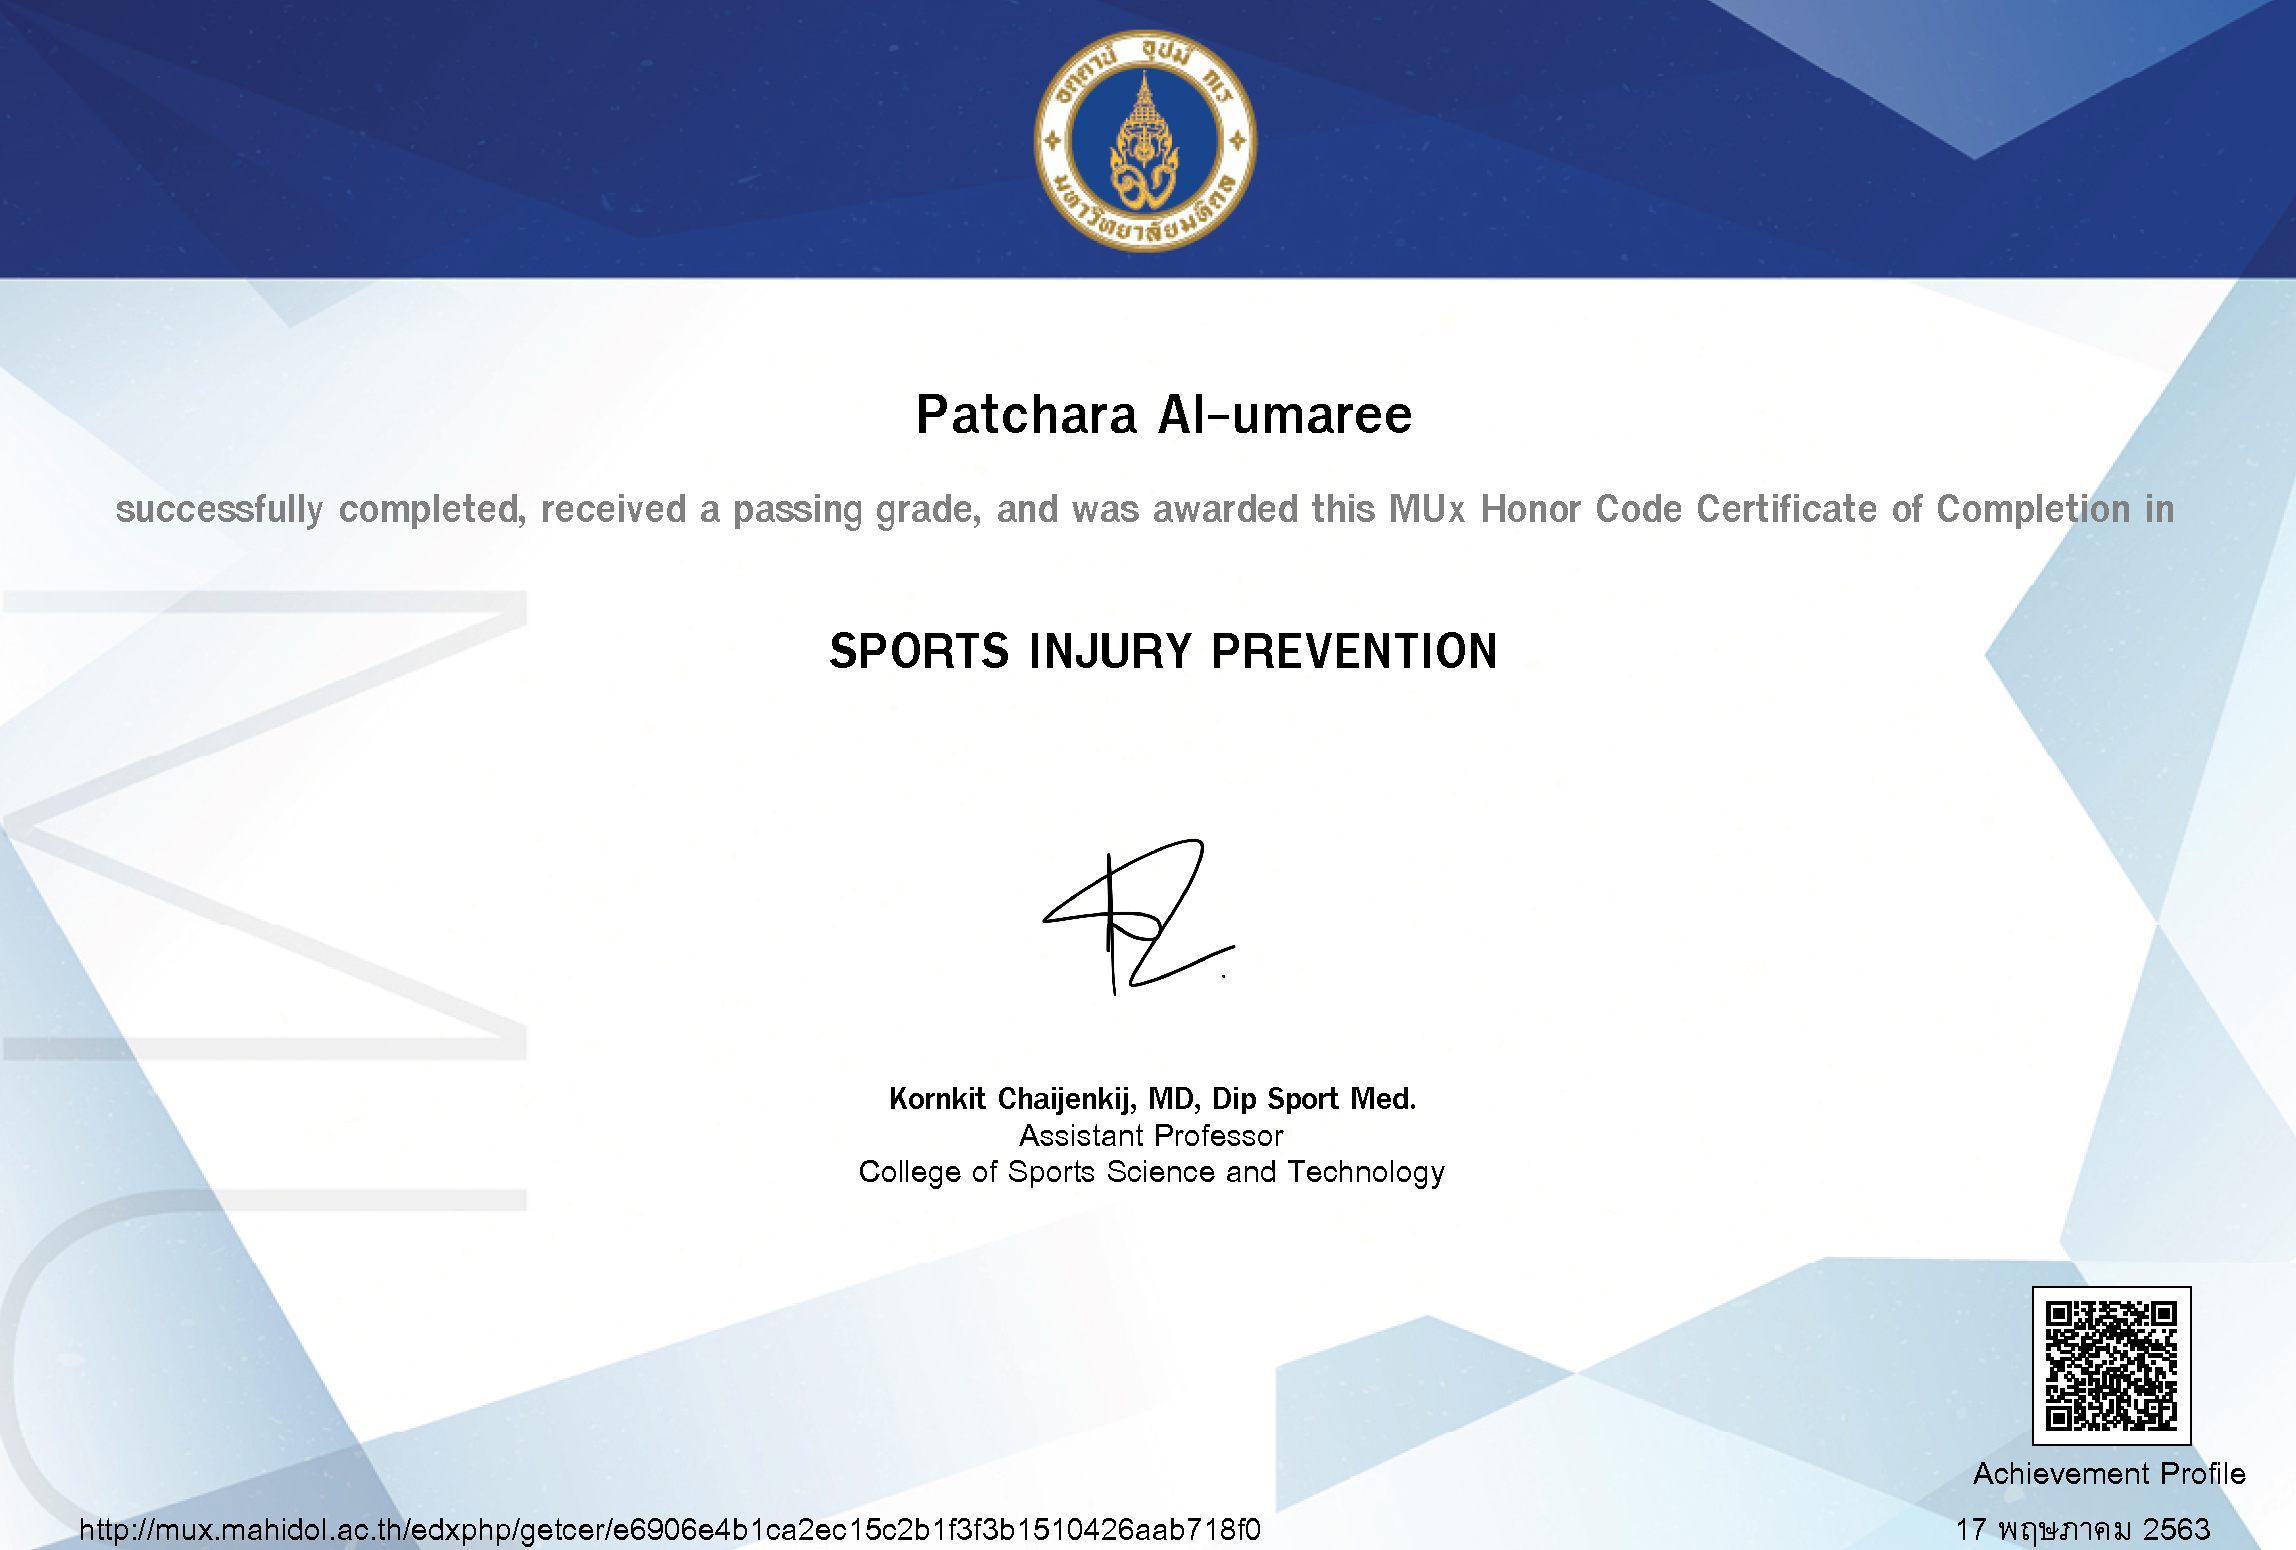 อตฺตานํ อุปมํ กเร
มหาวิทยาลัยมหิดล
Patchara Al-umaree
successfully completed, received a passing grade, and was awarded this MUx Honor Code Certificate of Completion in
SPORTS INJURY PREVENTION
Kornkit Chaijenkij, MD, Dip Sport Med.
Assistant Professor
College of Sports Science and Technology
Achievement Profile
http://mux.mahidol.ac.th/edxphp/getcer/e6906e4b1ca2ec15c2b1f3f3b1510426aab718f0
17 พฤษภาคม 2563
MU